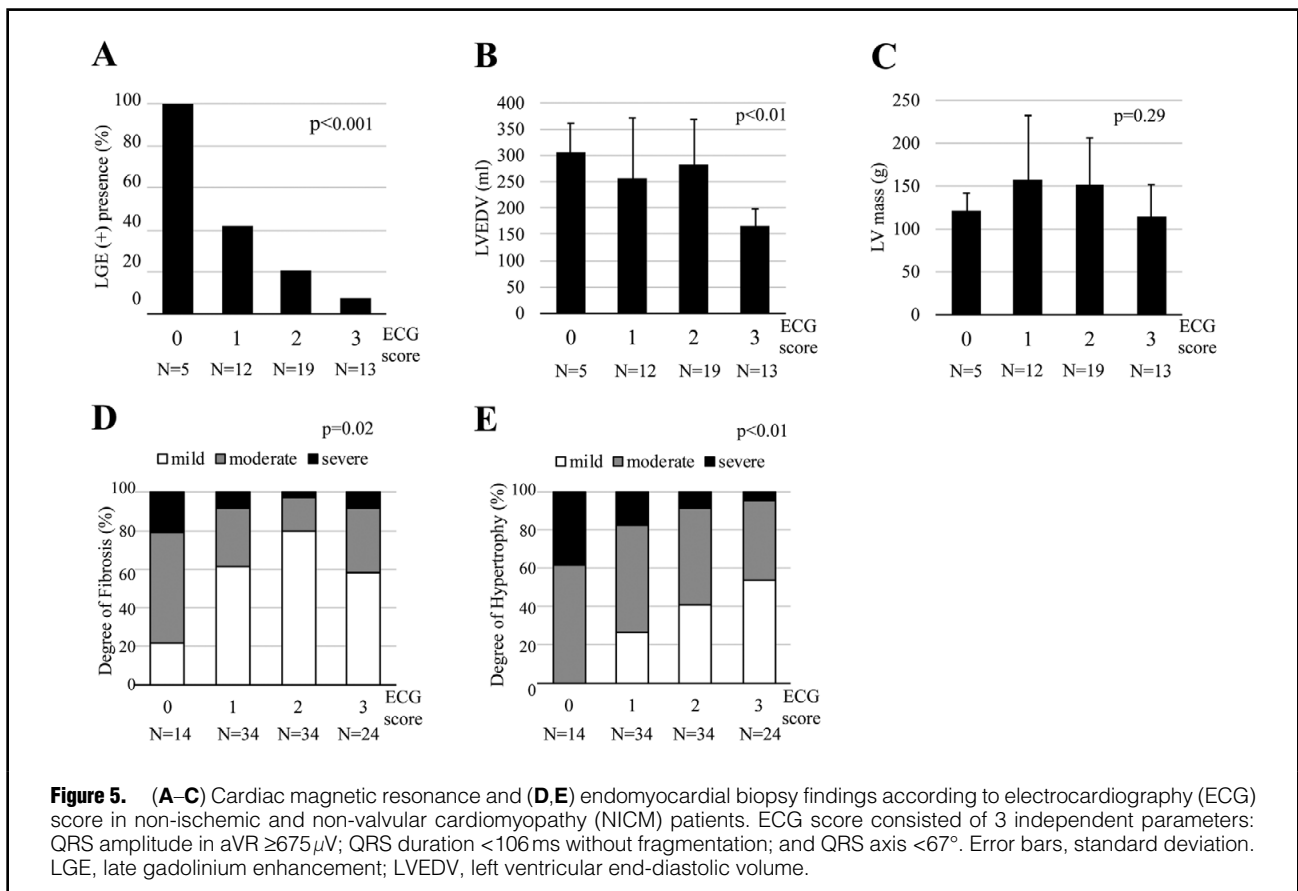 A
100
80
60
40
20
0
LGE (+) presence (%)
p<0.001
0 1 2 3 ECG score
N=5 N=12 N=19 N=13
B
400
350
300
250
200
150
100
50
0
LVEDV (ml)
p<0.01
0 1 2 3 ECG score
N=5 N=12 N=19 N=13
C
250
200
150
100
50
0
LV mass (g)
p=0.29
0 1 2 3 ECG score
N=5 N=12 N=19 N=13
D
p=0.02
mild moderate severe
100
80
60
40
20
0
Degree of Fibrosis (%)
0 1 2 3 ECG score
N=14 N=34 N=34 N=24
E
p<0.01
mild moderate severe
100
80
60
40
20
0
Degree of Hypertrophy (%)
0 1 2 3 ECG score
N=14 N=34 N=34 N=24
Figure 5. (A–C) Cardiac magnetic resonance and (D,E) endomyocardial biopsy findings according to electrocardiography (ECG)
score in non-ischemic and non-valvular cardiomyopathy (NICM) patients. ECG score consisted of 3 independent parameters:
QRS amplitude in aVR ≥675 μV; QRS duration <106 ms without fragmentation; and QRS axis <67°. Error bars, standard deviation.
LGE, late gadolinium enhancement; LVEDV, left ventricular end-diastolic volume.